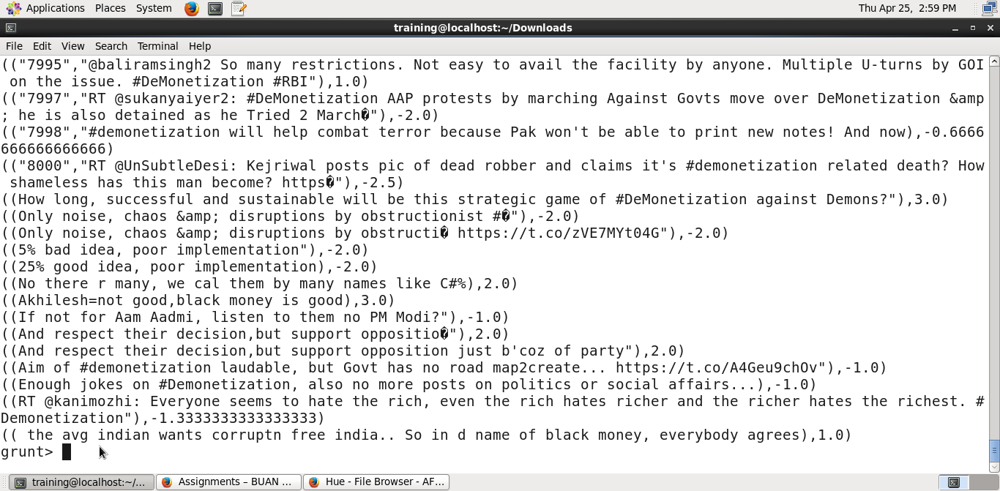 Applications Places System Thu Apr 25, 2:59 PM
training@localhost:~/Downloads
File Edit View Search Terminal Help
(("7995","@baliramsingh2 So many restrictions. Not easy to avail the facility by anyone. Multiple U-turns by GOI
on the issue. #DeMonetization #RBI"),1.0)
(("7997","RT @sukanyaiyer2: #DeMonetization AAP protests by marching Against Govts move over DeMonetization &amp
; he is also detained as he Tried 2 March�"),-2.0)
(("7998","#demonetization will help combat terror because Pak won't be able to print new notes! And now),-0.6666
666666666666)
(("8000","RT @UnSubtleDesi: Kejriwal posts pic of dead robber and claims it's #demonetization related death? How
shameless has this man become? https�"),-2.5)
((How long, successful and sustainable will be this strategic game of #DeMonetization against Demons?"),3.0)
((Only noise, chaos &amp; disruptions by obstructionist #�"),-2.0)
((Only noise, chaos &amp; disruptions by obstructi� https://t.co/zVE7MYt04G"),-2.0)
((5% bad idea, poor implementation"),-2.0)
((25% good idea, poor implementation),-2.0)
((No there r many, we cal them by many names like C#%),2.0)
((Akhilesh=not good,black money is good),3.0)
((If not for Aam Aadmi, listen to them no PM Modi?"),-1.0)
((And respect their decision,but support oppositio�"),2.0)
((And respect their decision,but support opposition just b'coz of party"),2.0)
((Aim of #demonetization laudable, but Govt has no road map2create... https://t.co/A4Geu9chOv"),-1.0)
((Enough jokes on #Demonetization, also no more posts on politics or social affairs...),-1.0)
((RT @kanimozhi: Everyone seems to hate the rich, even the rich hates richer and the richer hates the richest. #
Demonetization"),-1.3333333333333333)
(( the avg indian wants corruptn free india.. So in d name of black money, everybody agrees),1.0)
grunt>
training@localhost:~/... Assignments – BUAN ... Hue - File Browser - AF...